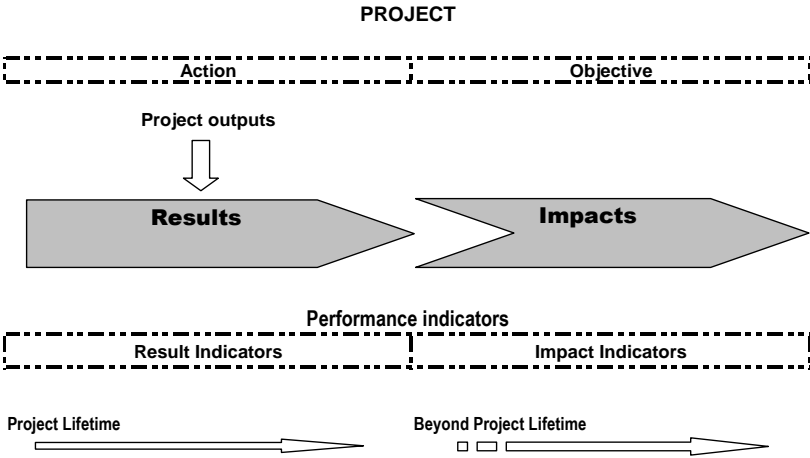 PROJECT
Action
Objective
Project outputs
Results
Impacts
Performance indicators
Result Indicators
Impact Indicators
Project Lifetime
Beyond Project Lifetime